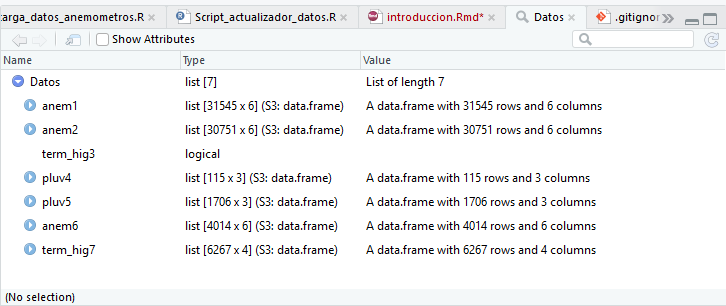 carga_datos_anemometros.R Script_actualizador_datos.R introduccion.Rmd* Datos .gitignor
Show Attributes
Name Type Value
Datos list [7] List of length 7
anem1 list [31545 x 6] (S3: data.frame) A data.frame with 31545 rows and 6 columns
anem2 list [30751 x 6] (S3: data.frame) A data.frame with 30751 rows and 6 columns
term_hig3 logical
pluv4 list [115 x 3] (S3: data.frame) A data.frame with 115 rows and 3 columns
pluv5 list [1706 x 3] (S3: data.frame) A data.frame with 1706 rows and 3 columns
anem6 list [4014 x 6] (S3: data.frame) A data.frame with 4014 rows and 6 columns
term_hig7 list [6267 x 4] (S3: data.frame) A data.frame with 6267 rows and 4 columns
(No selection)